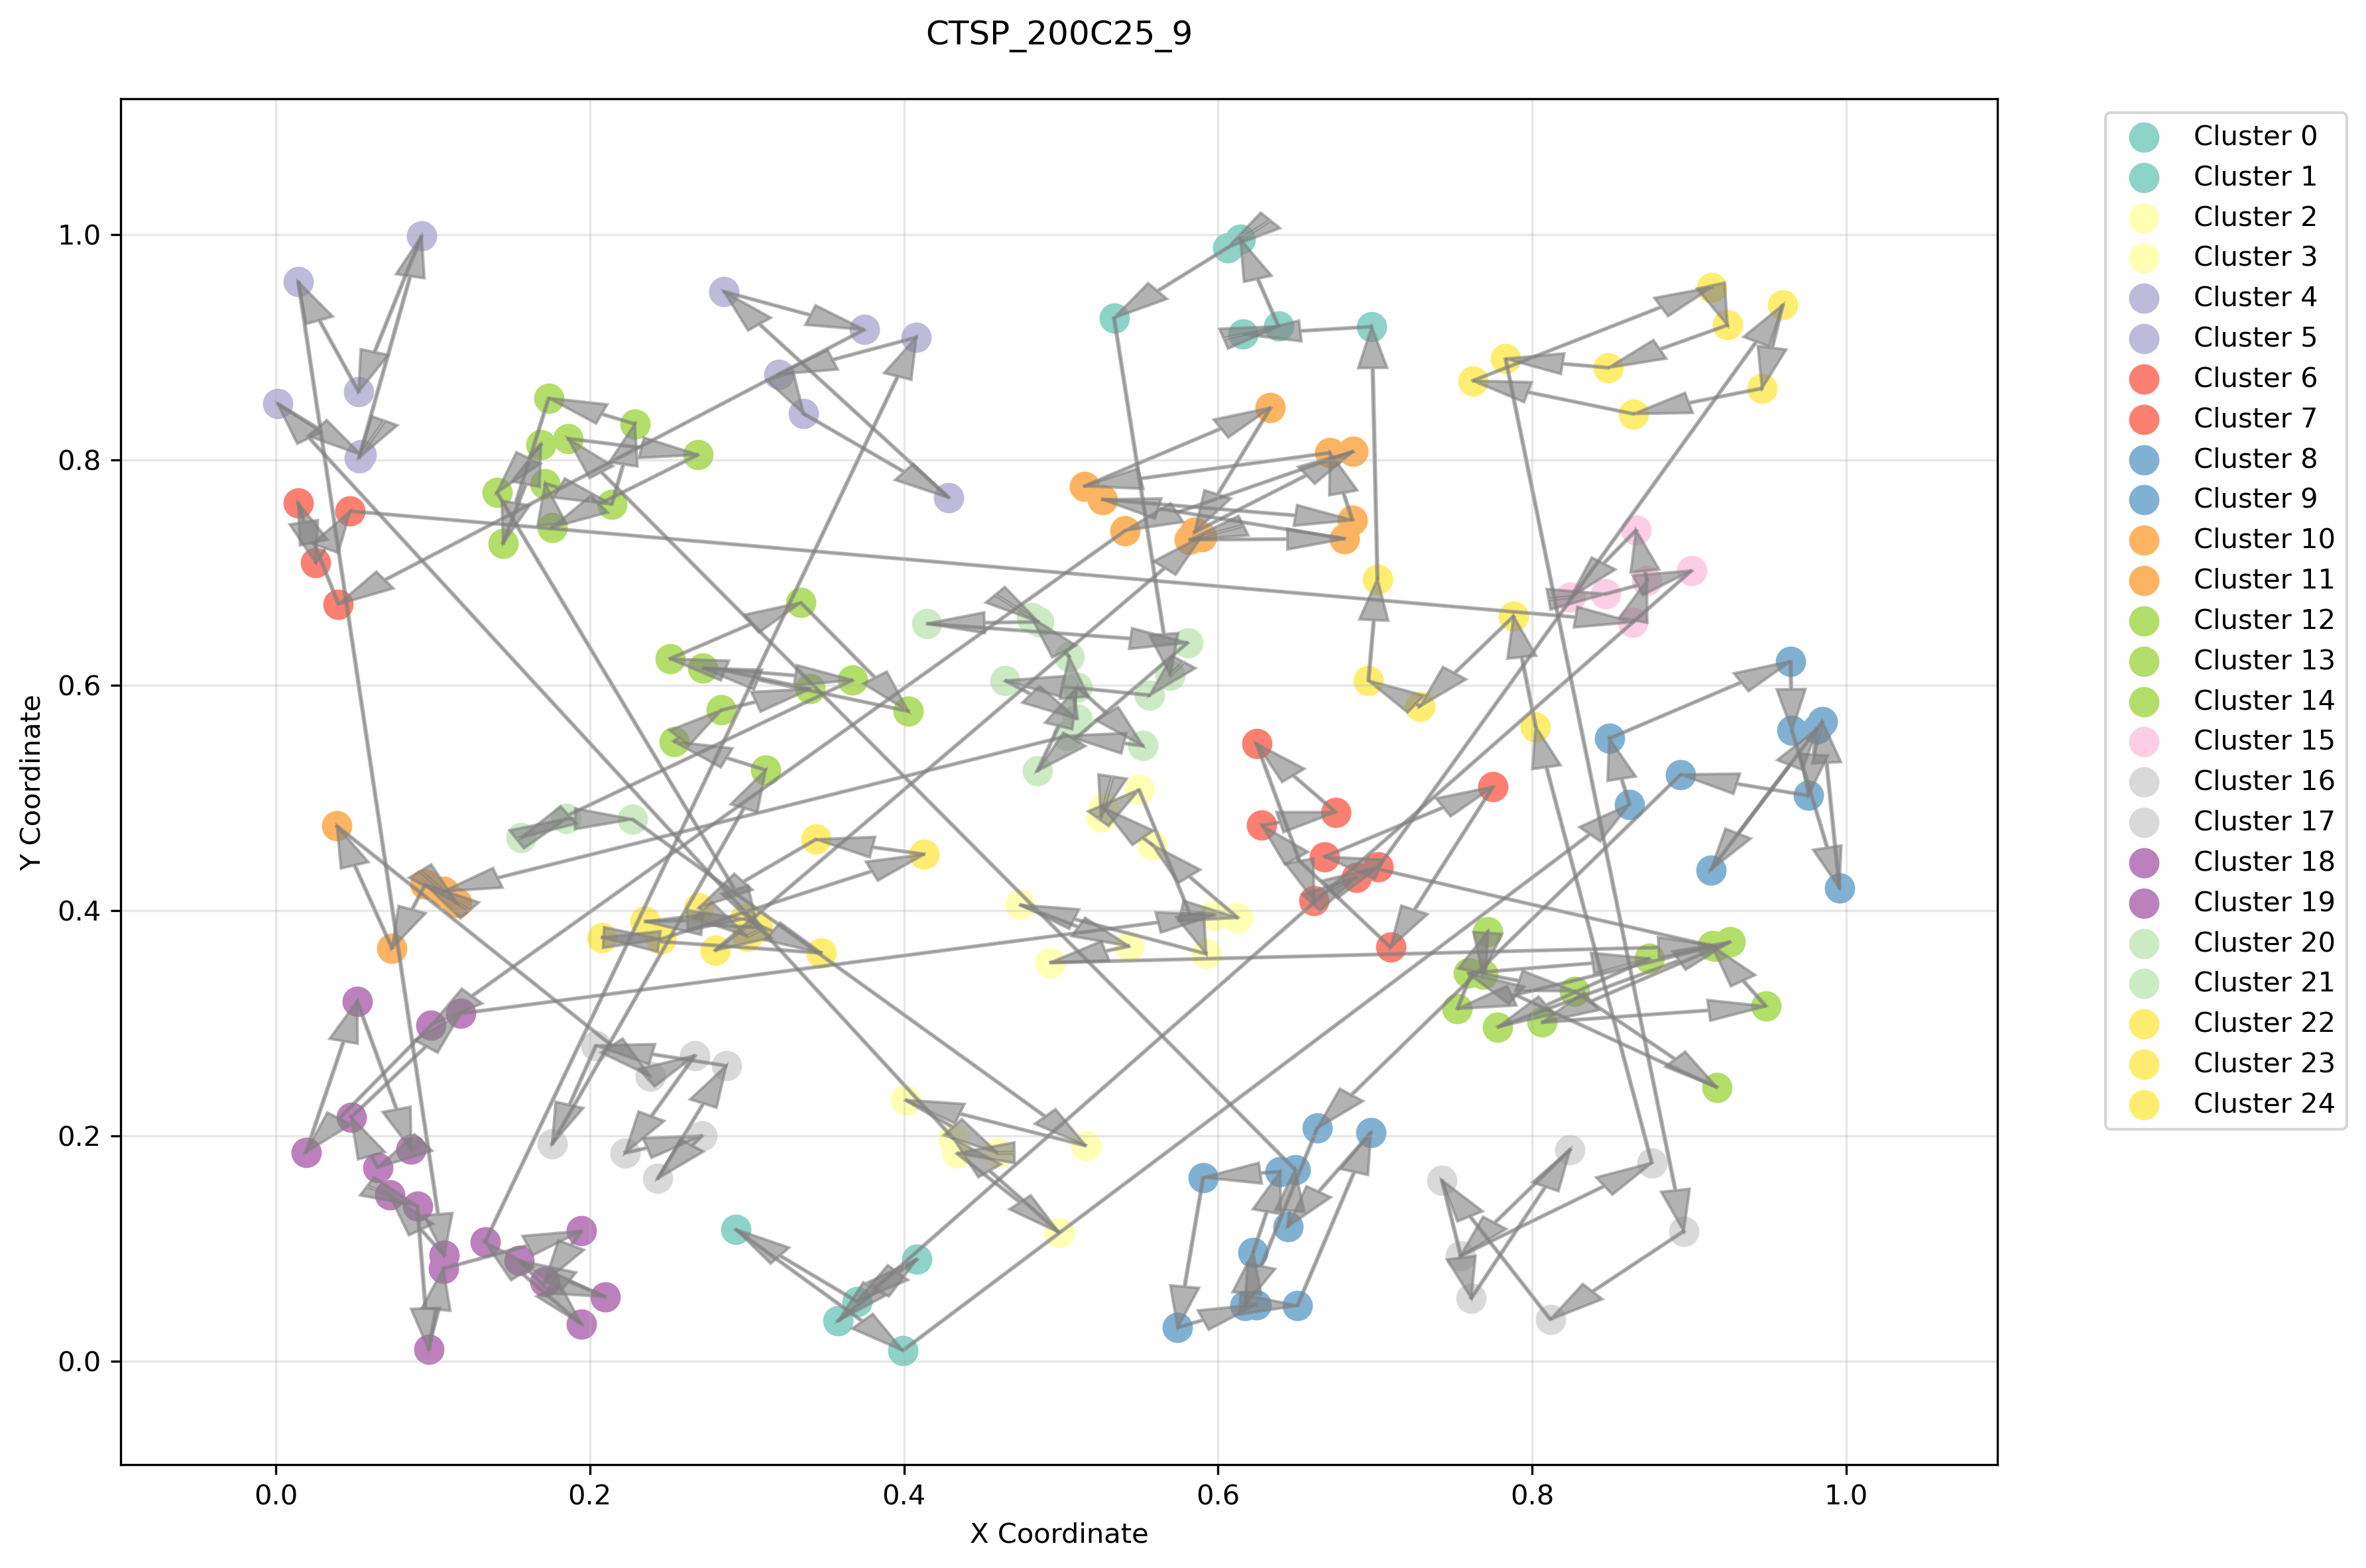 CTSP_200C25_9
1.0
0.8
0.6
0.4
0.2
0.0
Y Coordinate
0.0 0.2 0.4 0.6 0.8 1.0
X Coordinate
Cluster 0
Cluster 1
Cluster 2
Cluster 3
Cluster 4
Cluster 5
Cluster 6
Cluster 7
Cluster 8
Cluster 9
Cluster 10
Cluster 11
Cluster 12
Cluster 13
Cluster 14
Cluster 15
Cluster 16
Cluster 17
Cluster 18
Cluster 19
Cluster 20
Cluster 21
Cluster 22
Cluster 23
Cluster 24